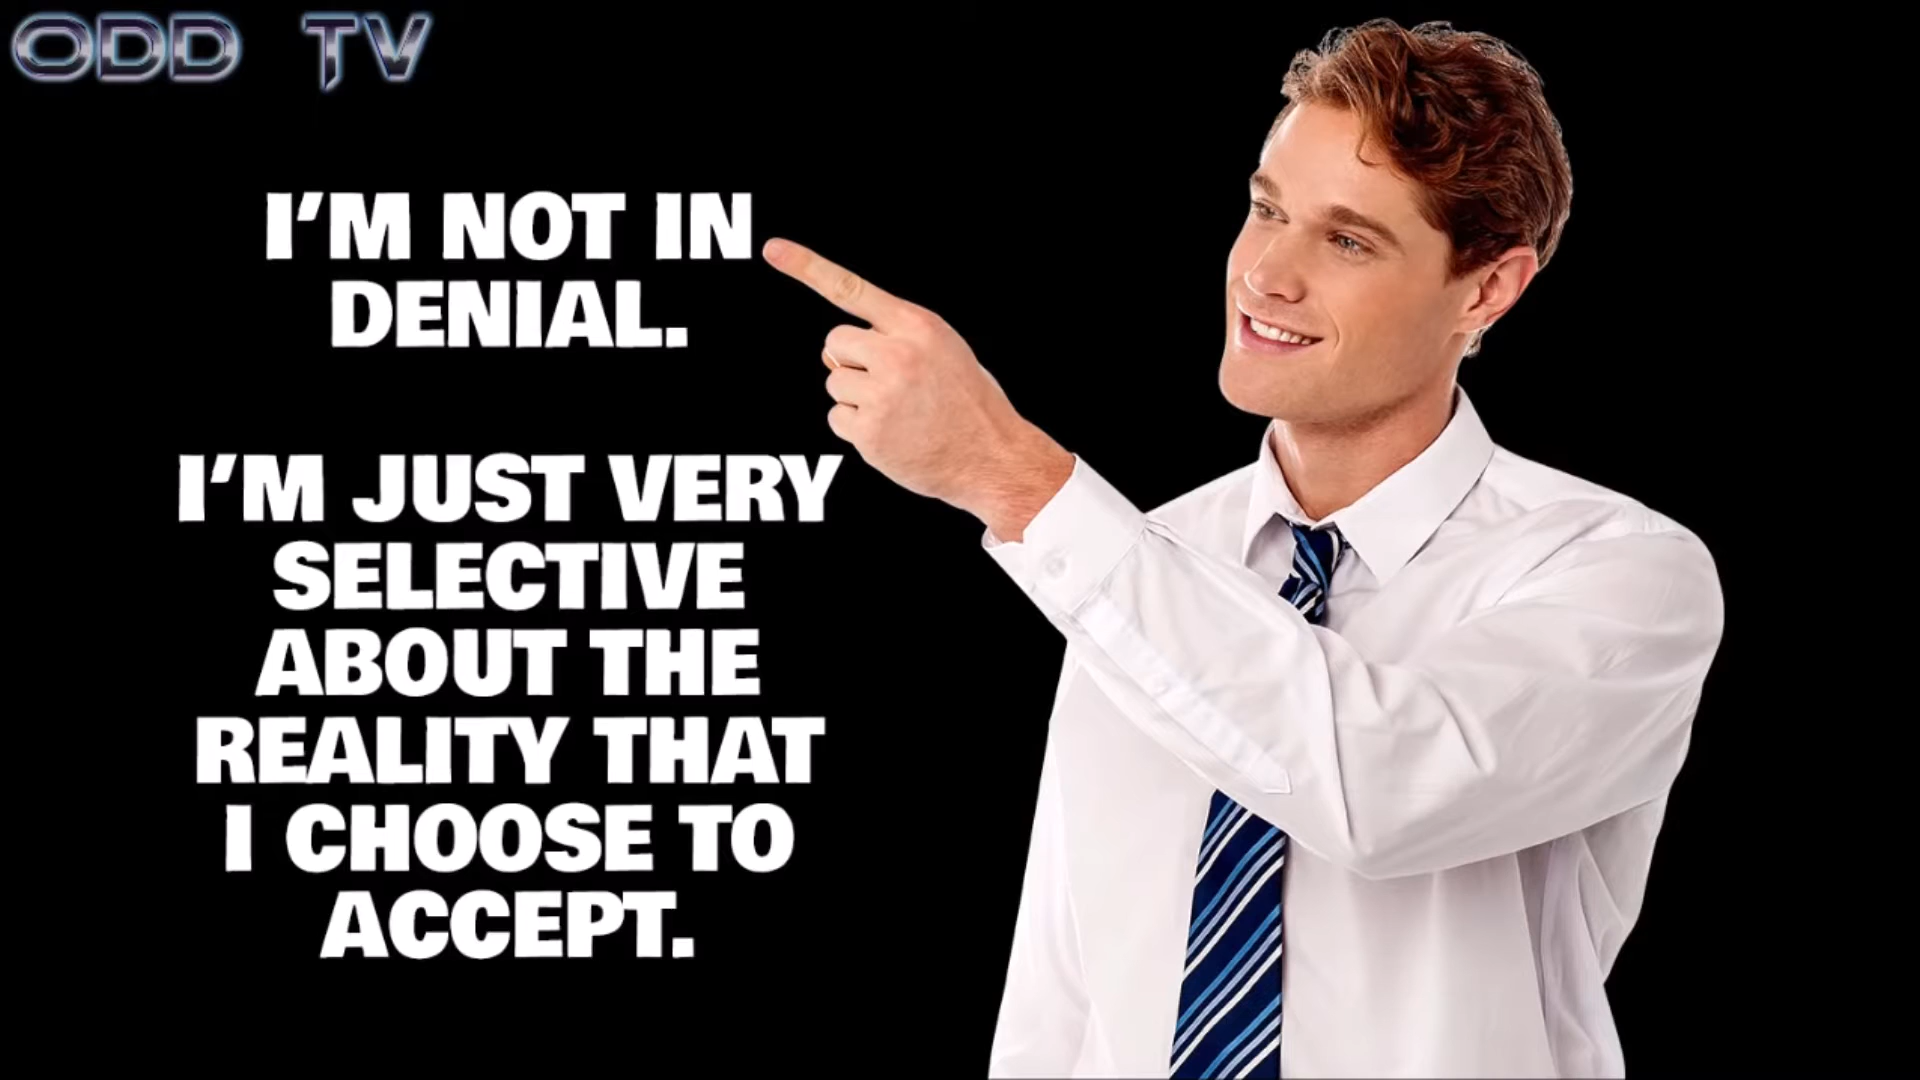 ODD TV
I'M NOT IN
DENIAL.
I'M JUST VERY
SELECTIVE
ABOUT THE
REALITY THAT
I CHOOSE TO
ACCEPT.